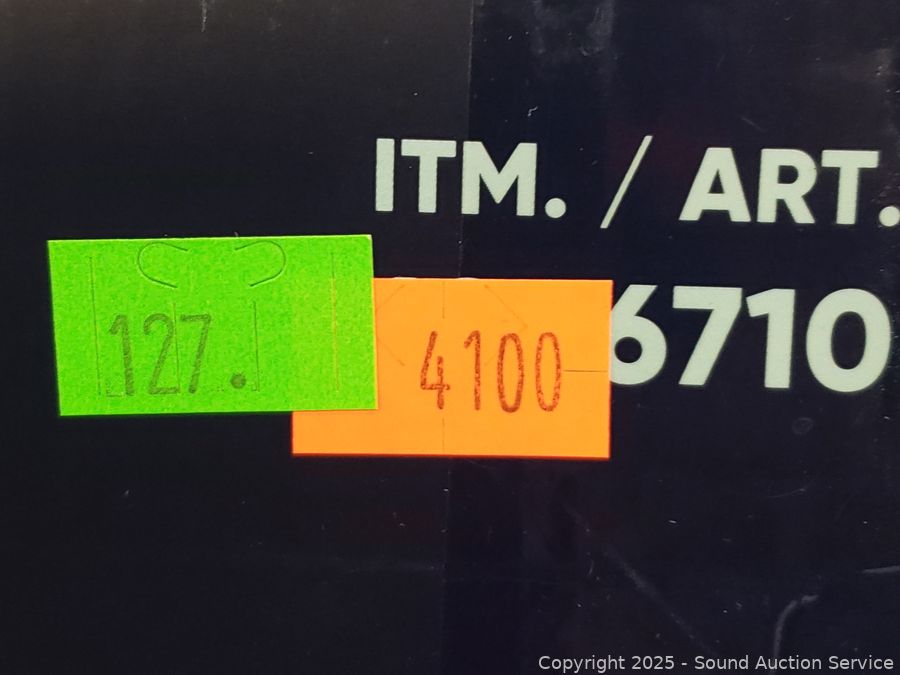 ITM. / ART.
6710
127.
4100
Copyright 2025 - Sound Auction Service